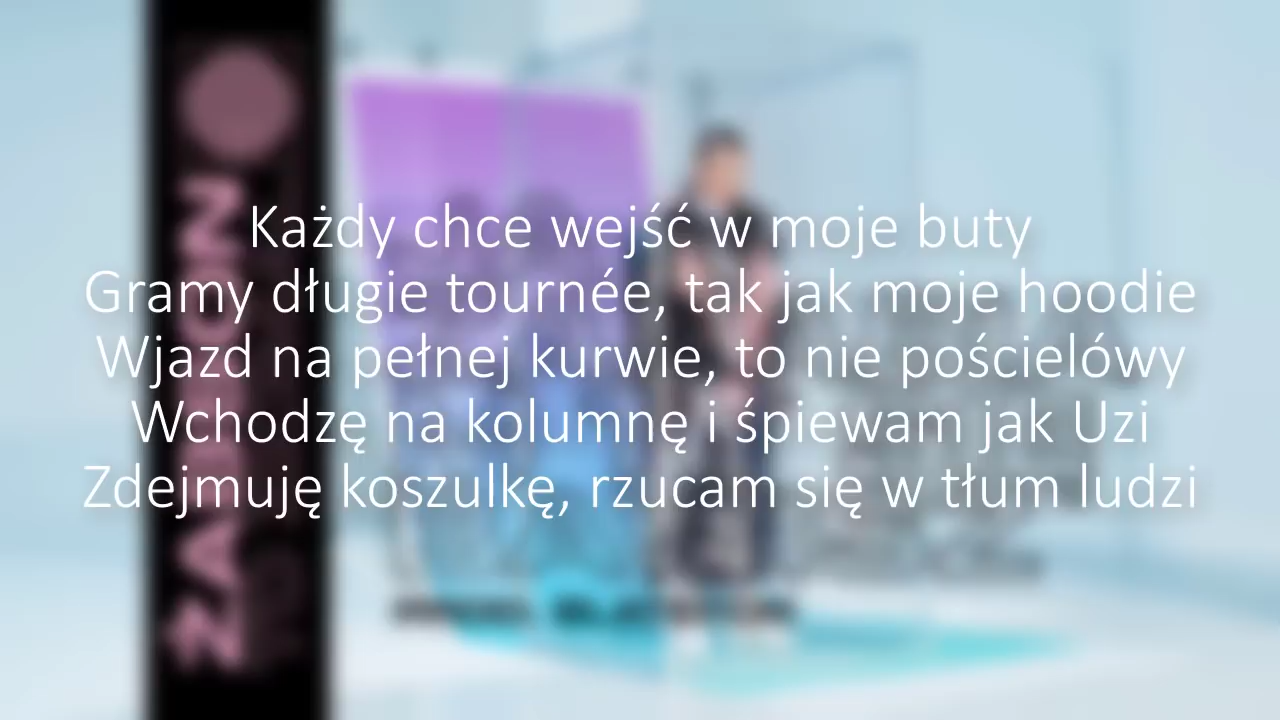 Każdy chce wejść w moje buty
Gramy długie tournée, tak jak moje hoodie
Wjazd na pełnej kurwie, to nie pościelówy
Wchodzę na kolumnę i śpiewam jak Uzi
Zdejmuję koszulkę, rzucam się w tłum ludzi